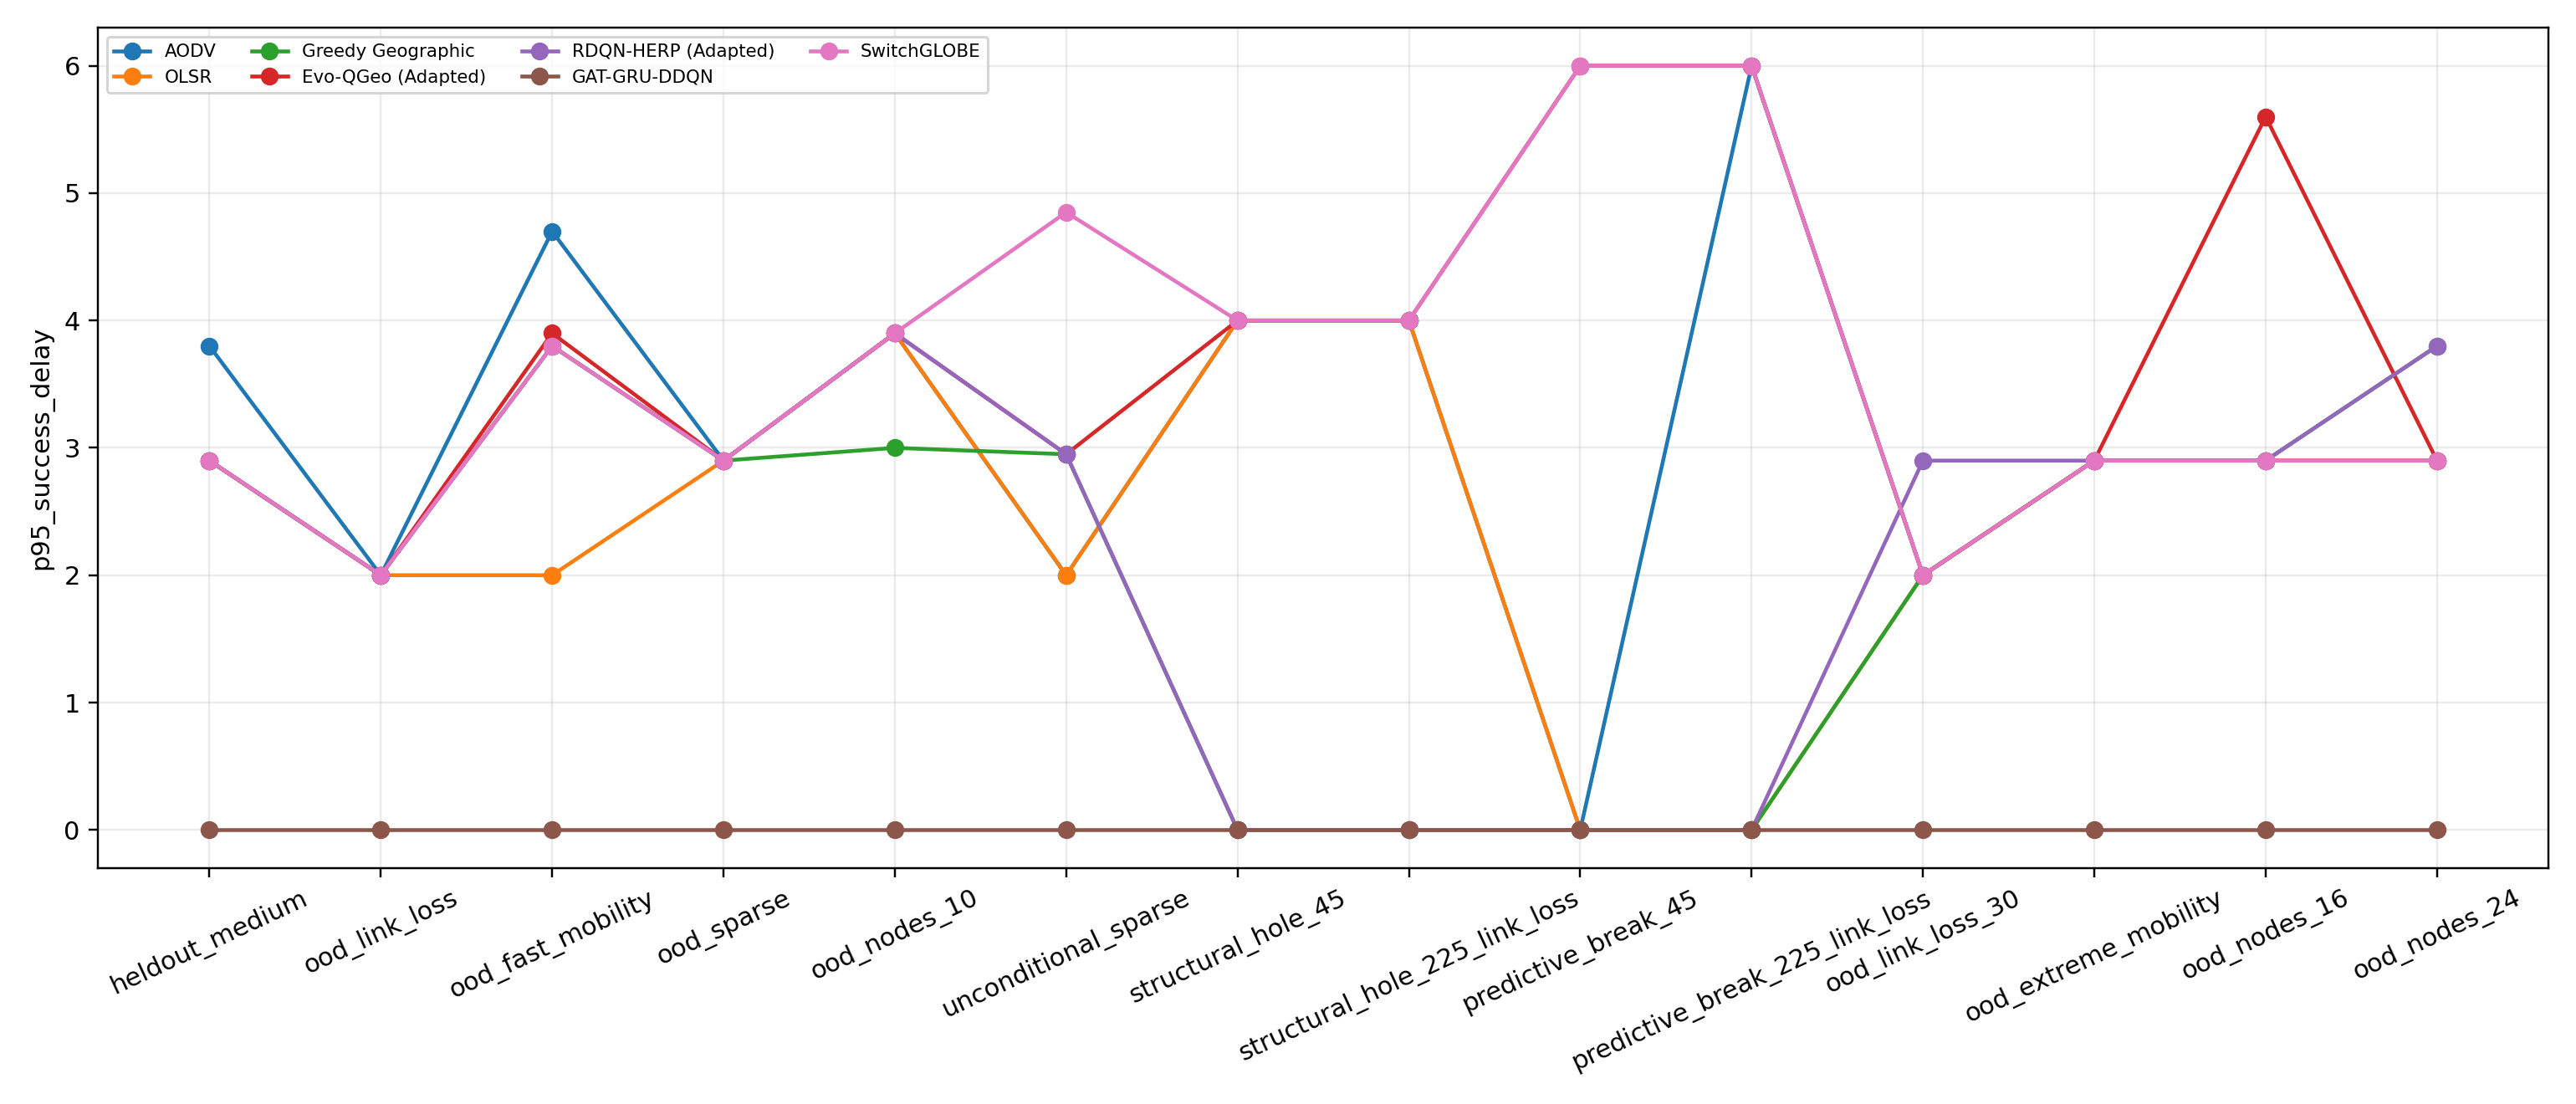 AODV
OLSR
Greedy Geographic
Evo-QGeo (Adapted)
RDQN-HERP (Adapted)
GAT-GRU-DDQN
SwitchGLOBE
p95_success_delay
6
5
4
3
2
1
0
heldout_medium
ood_link_loss
ood_fast_mobility
ood_sparse
ood_nodes_10
unconditional_sparse
structural_hole_45
structural_hole_225_link_loss
predictive_break_45
predictive_break_225_link_loss
ood_link_loss_30
ood_extreme_mobility
ood_nodes_16
ood_nodes_24